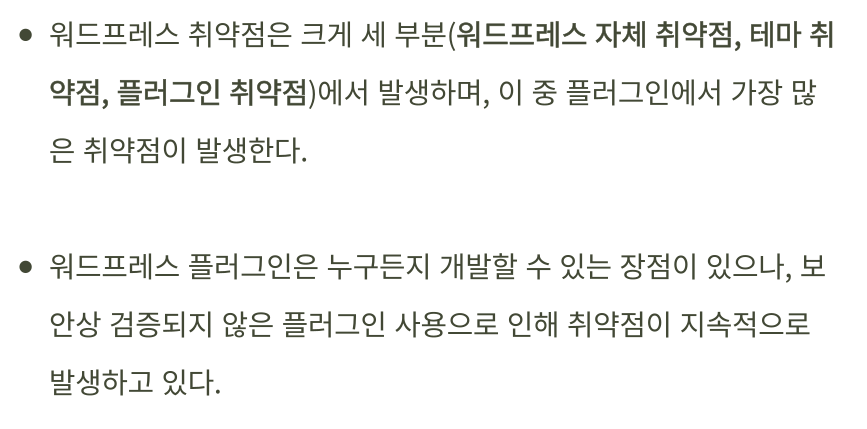 • 워드프레스 취약점은 크게 세 부분(워드프레스 자체 취약점, 테마 취
약점, 플러그인 취약점)에서 발생하며, 이 중 플러그인에서 가장 많
은 취약점이 발생한다.
• 워드프레스 플러그인은 누구든지 개발할 수 있는 장점이 있으나, 보
안상 검증되지 않은 플러그인 사용으로 인해 취약점이 지속적으로
발생하고 있다.